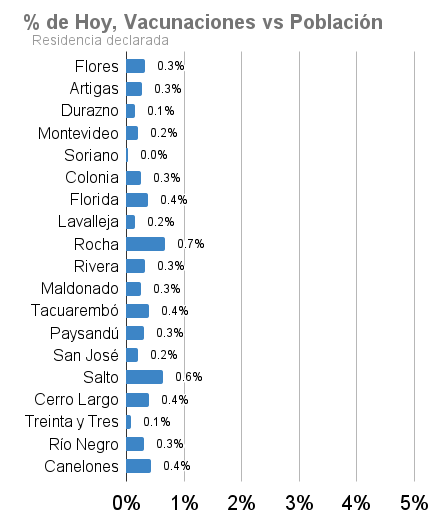 % de Hoy, Vacunaciones vs Población
Residencia declarada
Flores 0.3%
Artigas 0.3%
Durazno 0.1%
Montevideo 0.2%
Soriano 0.0%
Colonia 0.3%
Florida 0.4%
Lavalleja 0.2%
Rocha 0.7%
Rivera 0.3%
Maldonado 0.3%
Tacuarembó 0.4%
Paysandú 0.3%
San José 0.2%
Salto 0.6%
Cerro Largo 0.4%
Treinta y Tres 0.1%
Río Negro 0.3%
Canelones 0.4%
0% 1% 2% 3% 4% 5%